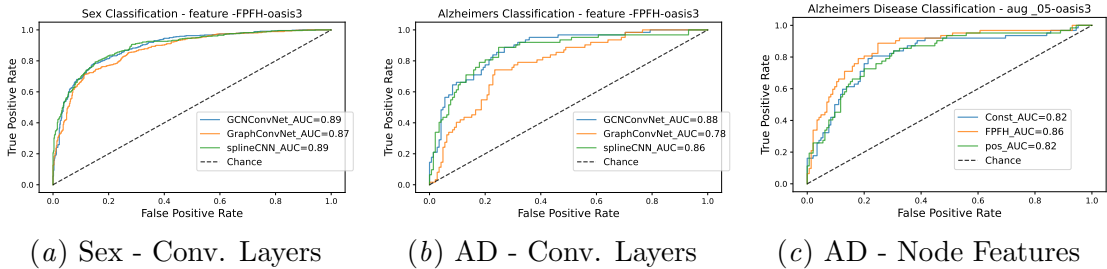 Sex Classification - feature -FPFH-oasis3
True Positive Rate
1.0
0.8
0.6
0.4
0.2
0.0
0.0 0.2 0.4 0.6 0.8 1.0
False Positive Rate
GCNConvNet_AUC=0.89
GraphConvNet_AUC=0.87
splineCNN_AUC=0.89
Chance
(a) Sex - Conv. Layers
Alzheimers Classification - feature -FPFH-oasis3
True Positive Rate
1.0
0.8
0.6
0.4
0.2
0.0
0.0 0.2 0.4 0.6 0.8 1.0
False Positive Rate
GCNConvNet_AUC=0.88
GraphConvNet_AUC=0.78
splineCNN_AUC=0.86
Chance
(b) AD - Conv. Layers
Alzheimers Disease Classification - aug _05-oasis3
True Positive Rate
1.0
0.8
0.6
0.4
0.2
0.0
0.0 0.2 0.4 0.6 0.8 1.0
False Positive Rate
Const_AUC=0.82
FPFH_AUC=0.86
pos_AUC=0.82
Chance
(c) AD - Node Features